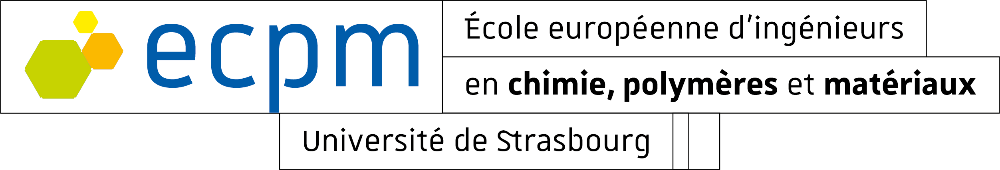 ecpm
École européenne d'ingénieurs
en chimie, polymères et matériaux
Université de Strasbourg